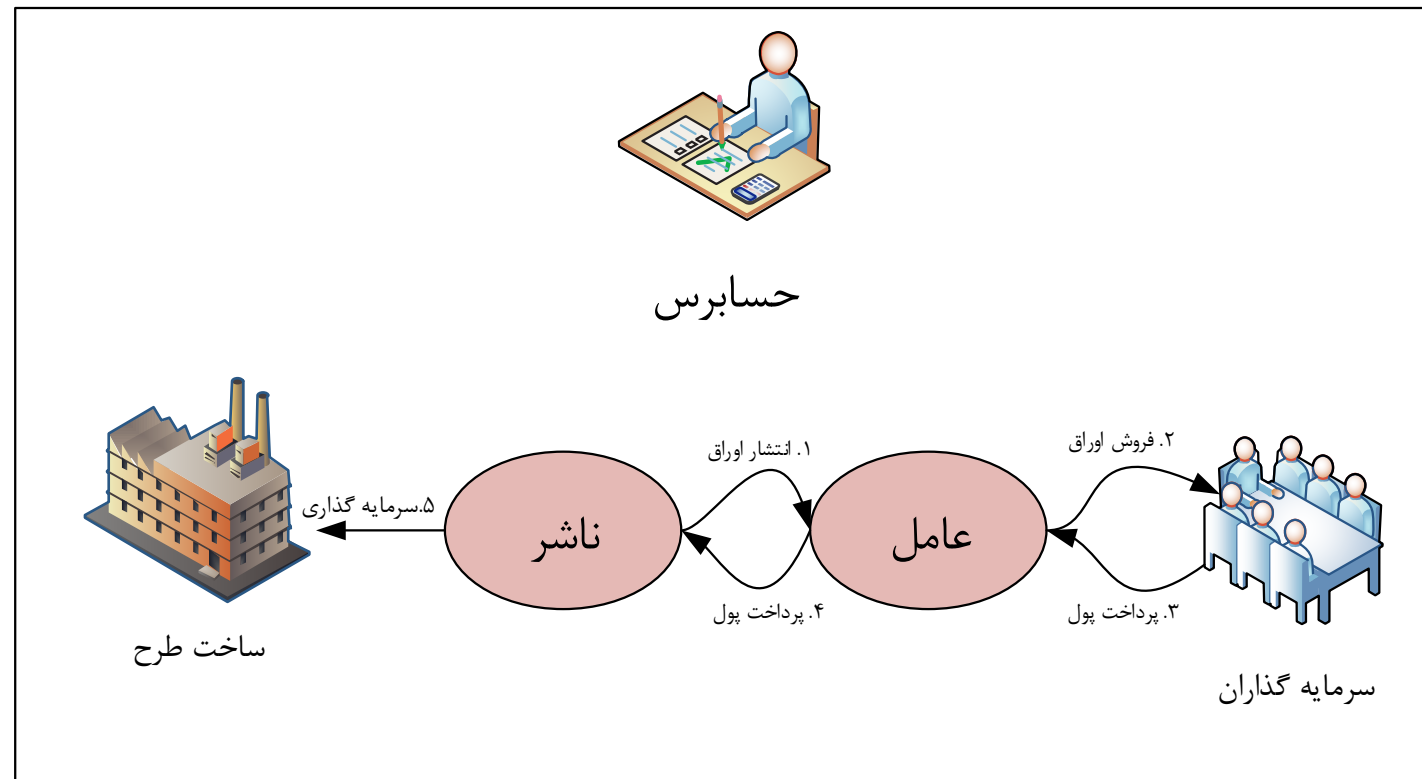 حسابرس
۲. فروش اوراق
۱. انتشار اوراق
۵.سرمایه گذاری
عامل
ناشر
۳. پرداخت پول
۴. پرداخت پول
ساخت طرح
سرمایه گذاران